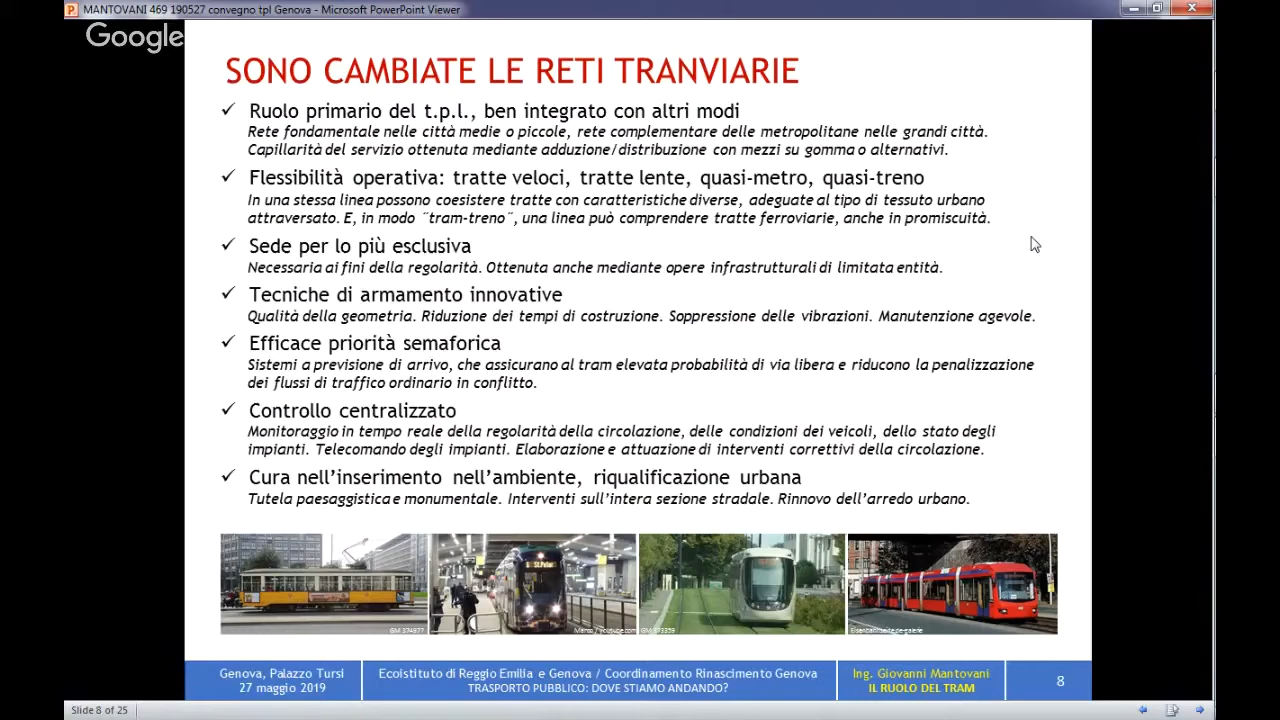 MANTOVANI 469 190527 convegno tpl Genova - Microsoft PowerPoint Viewer
Google
SONO CAMBIATE LE RETI TRANVIARIE
✓ Ruolo primario del t.p.l., ben integrato con altri modi
Rete fondamentale nelle città medie o piccole, rete complementare delle metropolitane nelle grandi città.
Capillarità del servizio ottenuta mediante adduzione/distribuzione con mezzi su gomma o alternativi.
✓ Flessibilità operativa: tratte veloci, tratte lente, quasi-metro, quasi-treno
In una stessa linea possono coesistere tratte con caratteristiche diverse, adeguate al tipo di tessuto urbano
attraversato. E, in modo ¨tram-treno¨, una linea può comprendere tratte ferroviarie, anche in promiscuità.
✓ Sede per lo più esclusiva
Necessaria ai fini della regolarità. Ottenuta anche mediante opere infrastrutturali di limitata entità.
✓ Tecniche di armamento innovative
Qualità della geometria. Riduzione dei tempi di costruzione. Soppressione delle vibrazioni. Manutenzione agevole.
✓ Efficace priorità semaforica
Sistemi a previsione di arrivo, che assicurano al tram elevata probabilità di via libera e riducono la penalizzazione
dei flussi di traffico ordinario in conflitto.
✓ Controllo centralizzato
Monitoraggio in tempo reale della regolarità della circolazione, delle condizioni dei veicoli, dello stato degli
impianti. Telecomando degli impianti. Elaborazione e attuazione di interventi correttivi della circolazione.
✓ Cura nell'inserimento nell'ambiente, riqualificazione urbana
Tutela paesaggistica e monumentale. Interventi sull'intera sezione stradale. Rinnovo dell'arredo urbano.
Genova, Palazzo Tursi
27 maggio 2019
Ecoistituto di Reggio Emilia e Genova / Coordinamento Rinascimento Genova
TRASPORTO PUBBLICO: DOVE STIAMO ANDANDO?
Ing. Giovanni Mantovani
IL RUOLO DEL TRAM
8
Slide 8 of 25